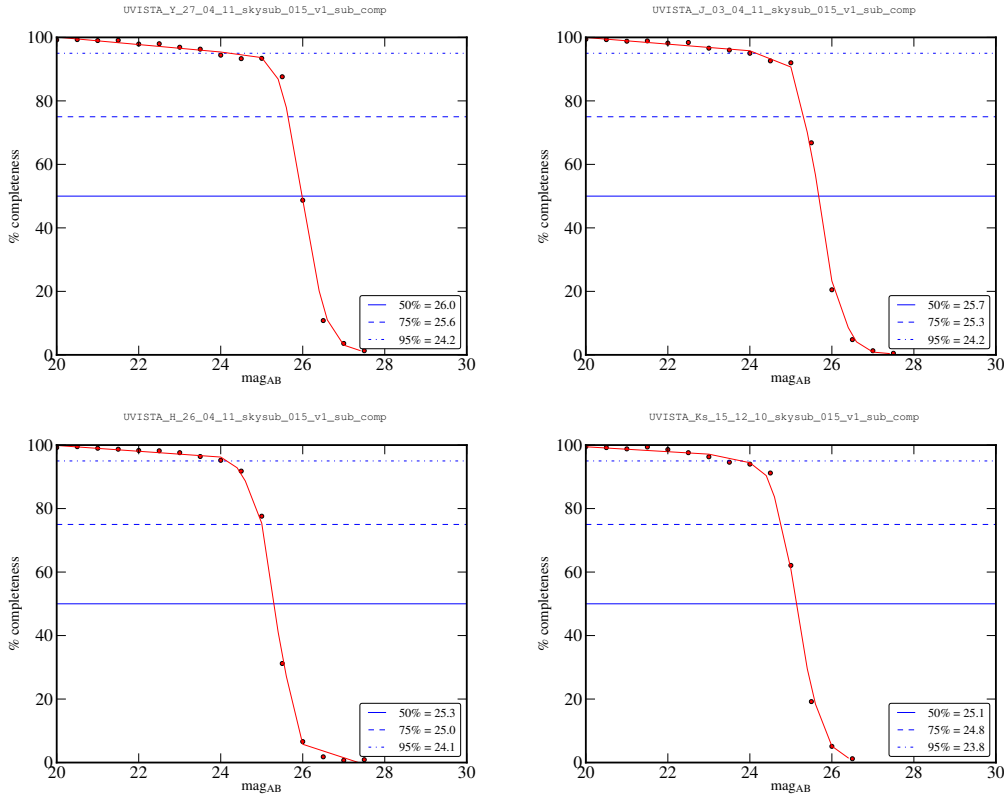 UVISTA_Y_27_04_11_skysub_015_v1_sub_comp
100
80
60
40
20
0
% completeness
50% = 26.0
75% = 25.6
95% = 24.2
20 22 24 26 28 30
magAB
UVISTA_J_03_04_11_skysub_015_v1_sub_comp
100
80
60
40
20
0
% completeness
50% = 25.7
75% = 25.3
95% = 24.2
20 22 24 26 28 30
magAB
UVISTA_H_26_04_11_skysub_015_v1_sub_comp
100
80
60
40
20
0
% completeness
50% = 25.3
75% = 25.0
95% = 24.1
20 22 24 26 28 30
magAB
UVISTA_Ks_15_12_10_skysub_015_v1_sub_comp
100
80
60
40
20
0
% completeness
50% = 25.1
75% = 24.8
95% = 23.8
20 22 24 26 28 30
magAB